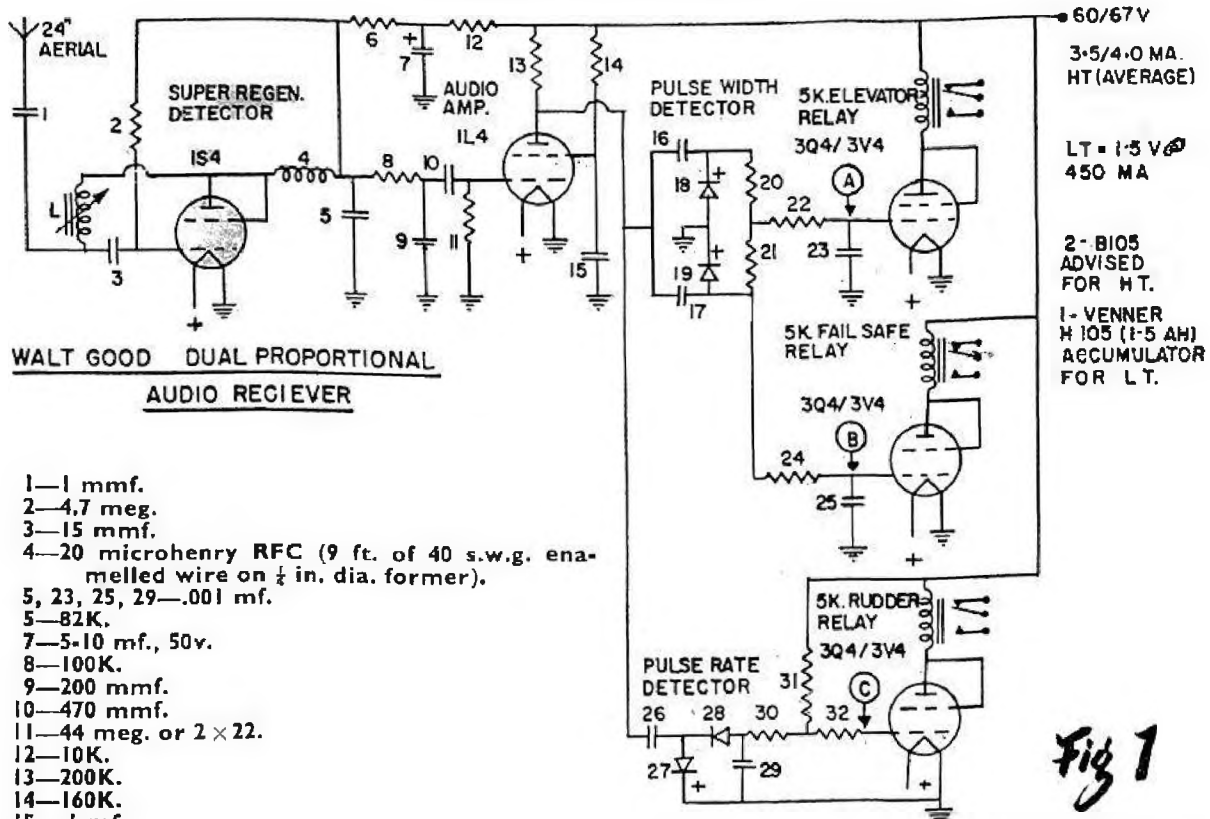 24"
AERIAL
1
2
SUPER REGEN.
DETECTOR
1S4
L
3
+
4
5
6
+
7
12
8
9
10
11
AUDIO
AMP.
1L4
+
13
14
15
PULSE WIDTH
DETECTOR
16
18
+
19
+
17
20
21
22
23
5K.ELEVATOR
RELAY
3Q4/3V4
A
+
60/67V
3·5/4·0 MA.
HT (AVERAGE)
LT = 1·5 V
450 MA
2 - B105
ADVISED
FOR HT.
1 - VENNER
H 105 (1·5 AH)
ACCUMULATOR
FOR LT.
5K.FAIL SAFE
RELAY
3Q4/3V4
B
24
25
+
WALT GOOD DUAL PROPORTIONAL
AUDIO RECIEVER
5K.RUDDER
RELAY
3Q4/3V4
C
PULSE RATE
DETECTOR
26
28
30
31
32
27
+
29
+
Fig 1
1—1 mmf.
2—4.7 meg.
3—15 mmf.
4—20 microhenry RFC (9 ft. of 40 s.w.g. ena-
melled wire on ¼ in. dia. former).
5, 23, 25, 29—.001 mf.
5—82K.
7—5-10 mf., 50v.
8—100K.
9—200 mmf.
10—470 mmf.
11—44 meg. or 2 × 22.
12—10K.
13—200K.
14—160K.